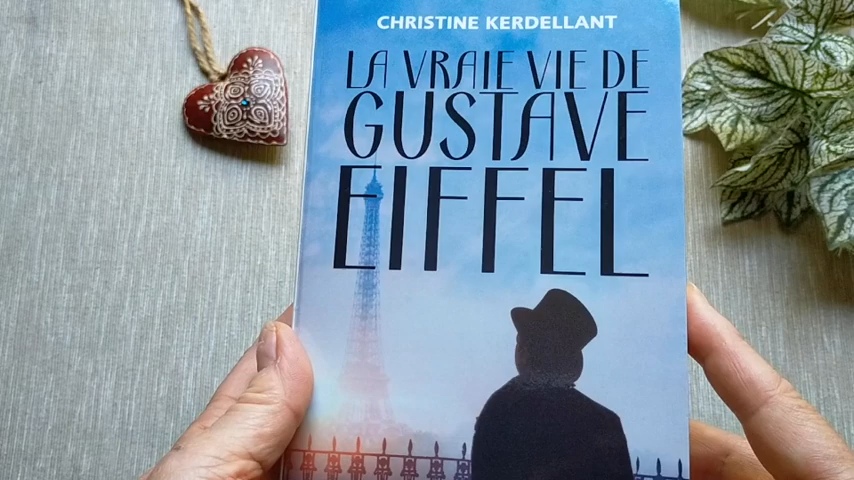 CHRISTINE KERDELLANT
LA VRAIE VIE DE
GUSTAVE
EIFFEL